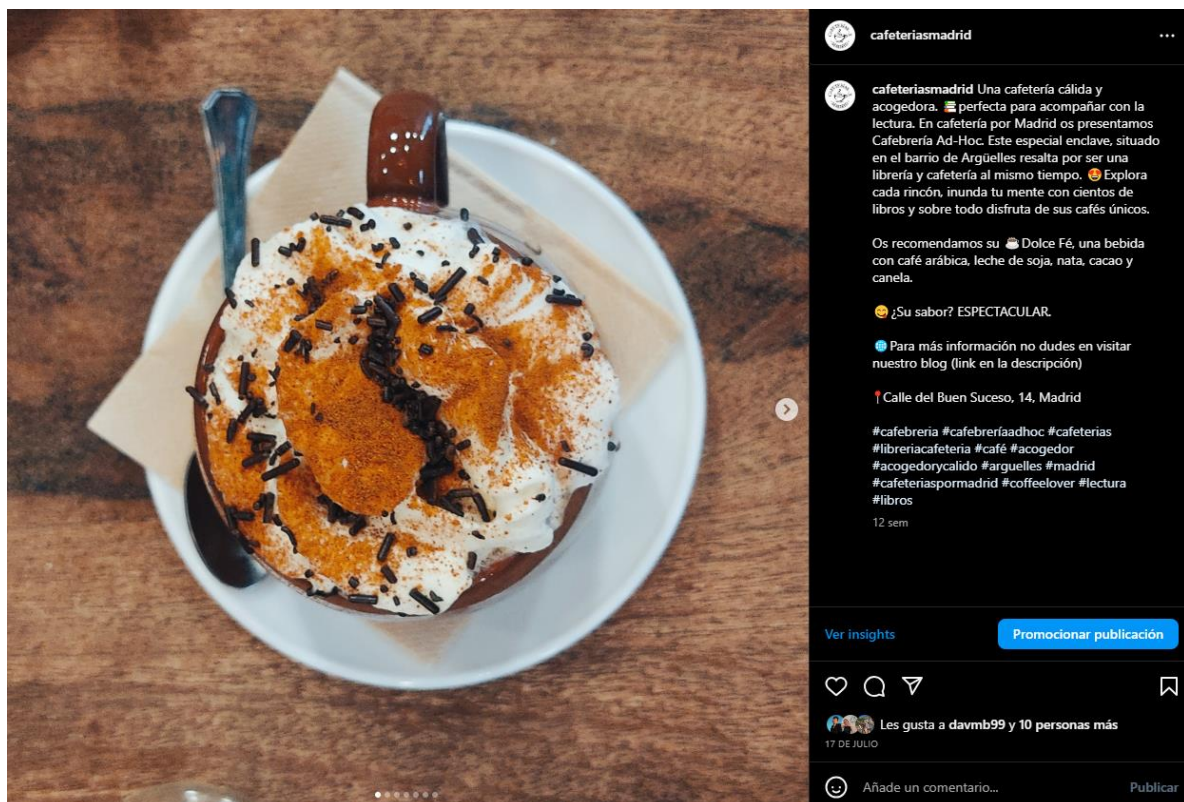 cafeteriasmadrid
cafeteriasmadrid Una cafetería cálida y
acogedora. 📚perfecta para acompañar con la
lectura. En cafetería por Madrid os presentamos
Cafebrería Ad-Hoc. Este especial enclave, situado
en el barrio de Argüelles resalta por ser una
librería y cafetería al mismo tiempo. 🤩Explora
cada rincón, inunda tu mente con cientos de
libros y sobre todo disfruta de sus cafés únicos.
Os recomendamos su ☕Dolce Fé, una bebida
con café arábica, leche de soja, nata, cacao y
canela.
😋¿Su sabor? ESPECTACULAR.
🌐Para más información no dudes en visitar
nuestro blog (link en la descripción)
📍Calle del Buen Suceso, 14, Madrid
#cafebreria #cafebreríaadhoc #cafeterias
#libreriacafeteria #café #acogedor
#acogedorycalido #arguelles #madrid
#cafeteriaspormadrid #coffeelover #lectura
#libros
12 sem
Ver insights
Promocionar publicación
Les gusta a davmb99 y 10 personas más
17 DE JULIO
Añade un comentario...
Publicar